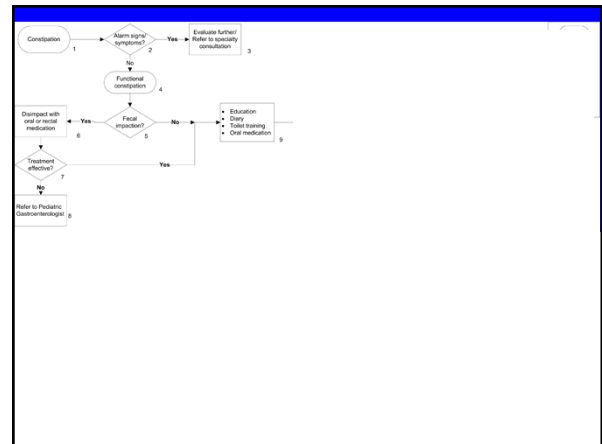 Constipation
1
Alarm signs/
symptoms?
2
Yes
Evaluate further/
Refer to specialty
consultation
3
No
Functional
constipation
4
Disimpact with
oral or rectal
medication
6
Yes
Fecal
impaction?
5
No
• Education
• Diary
• Toilet training
• Oral medication
9
Treatment
effective?
7
Yes
No
Refer to Pediatric
Gastroenterologist
8